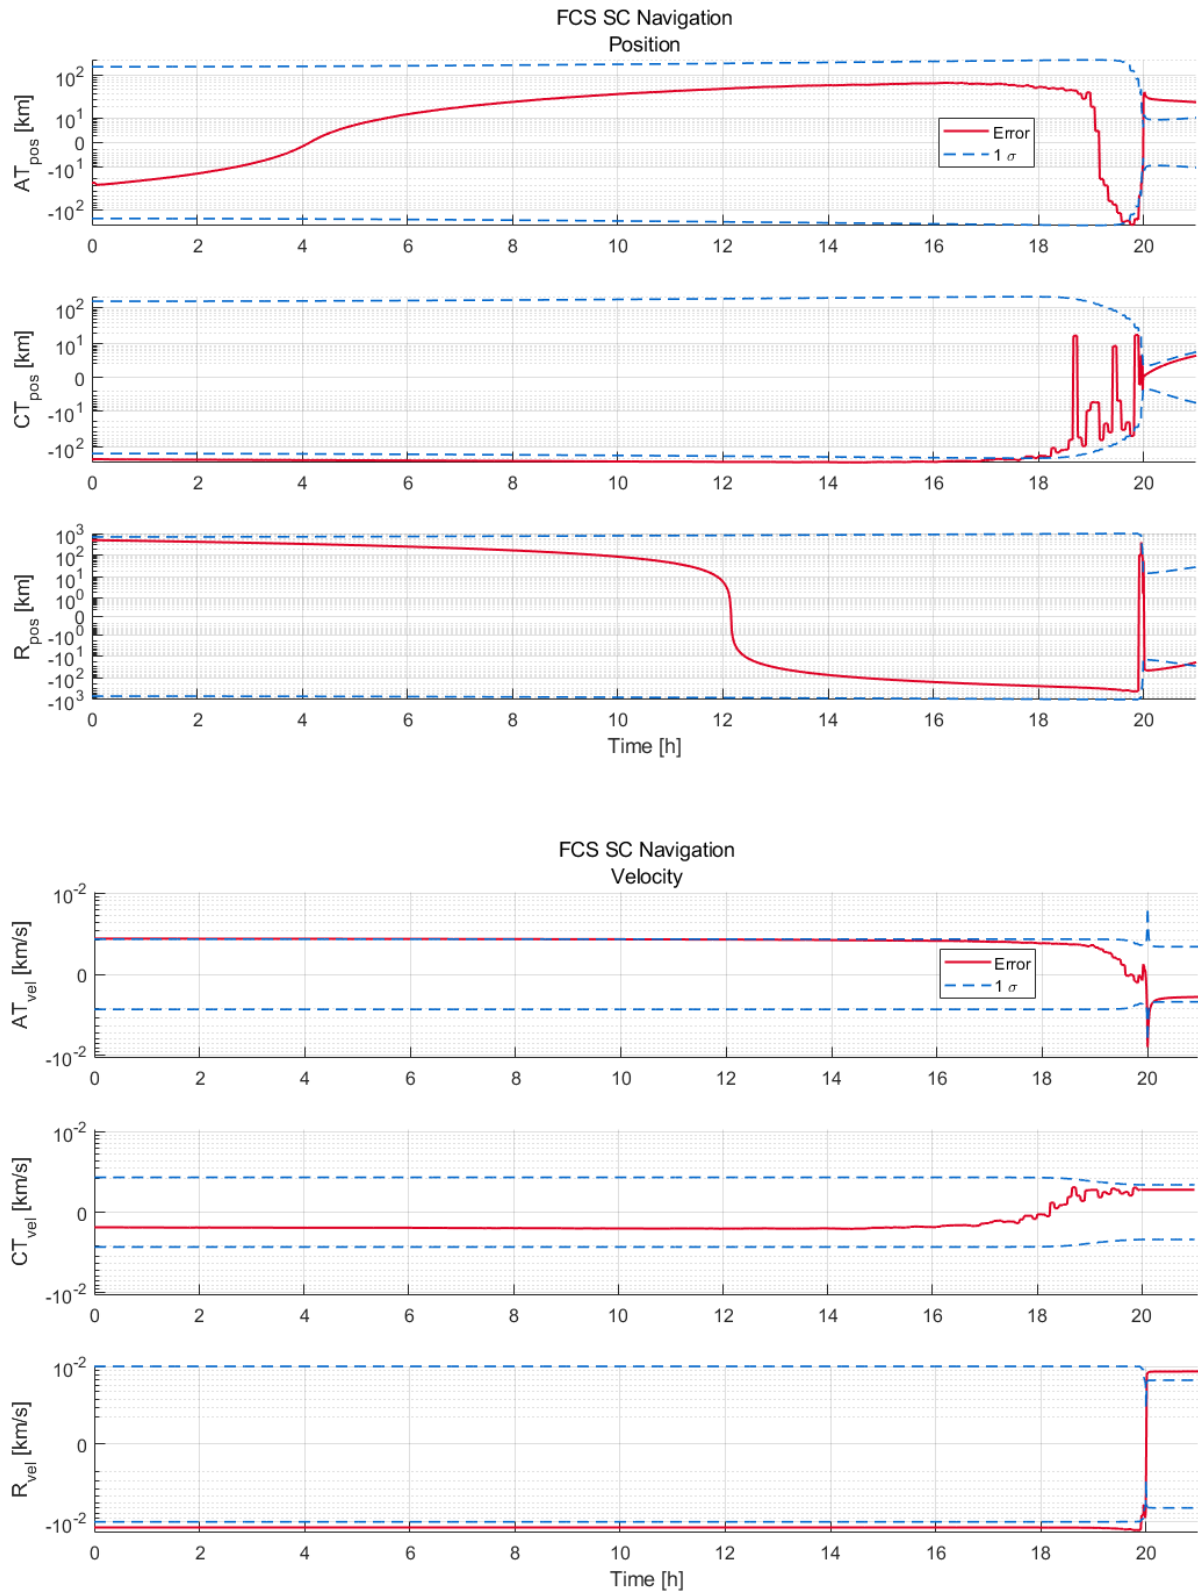 FCS SC Navigation
Position
AT_pos [km]
10^2
10^1
0
-10^1
-10^2
Error
1 σ
0 2 4 6 8 10 12 14 16 18 20
CT_pos [km]
10^2
10^1
0
-10^1
-10^2
0 2 4 6 8 10 12 14 16 18 20
R_pos [km]
10^3
10^2
10^1
10^0
0
-10^0
-10^1
-10^2
-10^3
0 2 4 6 8 10 12 14 16 18 20
Time [h]
FCS SC Navigation
Velocity
AT_vel [km/s]
10^-2
0
-10^-2
Error
1 σ
0 2 4 6 8 10 12 14 16 18 20
CT_vel [km/s]
10^-2
0
-10^-2
0 2 4 6 8 10 12 14 16 18 20
R_vel [km/s]
10^-2
0
-10^-2
0 2 4 6 8 10 12 14 16 18 20
Time [h]